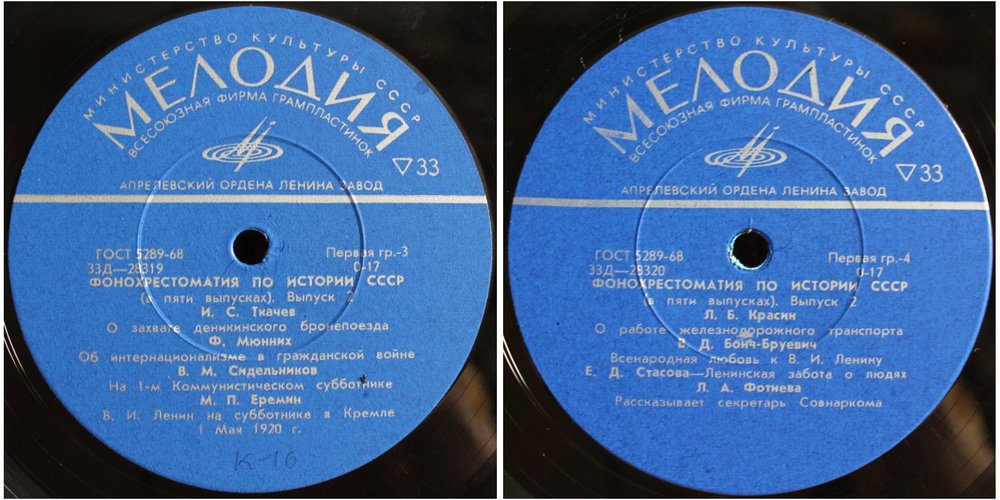 МИНИСТЕРСТВО КУЛЬТУРЫ СССР
МЕЛОДИЯ
ВСЕСОЮЗНАЯ ФИРМА ГРАМПЛАСТИНОК
▽33
АПРЕЛЕВСКИЙ ОРДЕНА ЛЕНИНА ЗАВОД
ГОСТ 5289-68 Первая гр.-3
33Д—28319 0-17
ФОНОХРЕСТОМАТИЯ ПО ИСТОРИИ СССР
(в пяти выпусках). Выпуск 2
И. С. Ткачев
О захвате деникинского бронепоезда
Ф. Мюнних
Об интернационализме в гражданской войне
В. М. Сидельников
На 1-м Коммунистическом субботнике
М. П. Еремин
В. И. Ленин на субботнике в Кремле
1 Мая 1920 г.
К-16
МИНИСТЕРСТВО КУЛЬТУРЫ СССР
МЕЛОДИЯ
ВСЕСОЮЗНАЯ ФИРМА ГРАМПЛАСТИНОК
▽33
АПРЕЛЕВСКИЙ ОРДЕНА ЛЕНИНА ЗАВОД
ГОСТ 5289-68 Первая гр.-4
33Д—28320 0-17
ФОНОХРЕСТОМАТИЯ ПО ИСТОРИИ СССР
(в пяти выпусках). Выпуск 2
Л. Б. Красин
О работе железнодорожного транспорта
В. Д. Бонч-Бруевич
Всенародная любовь к В. И. Ленину
Е. Д. Стасова—Ленинская забота о людях
Л. А. Фотиева
Рассказывает секретарь Совнаркома